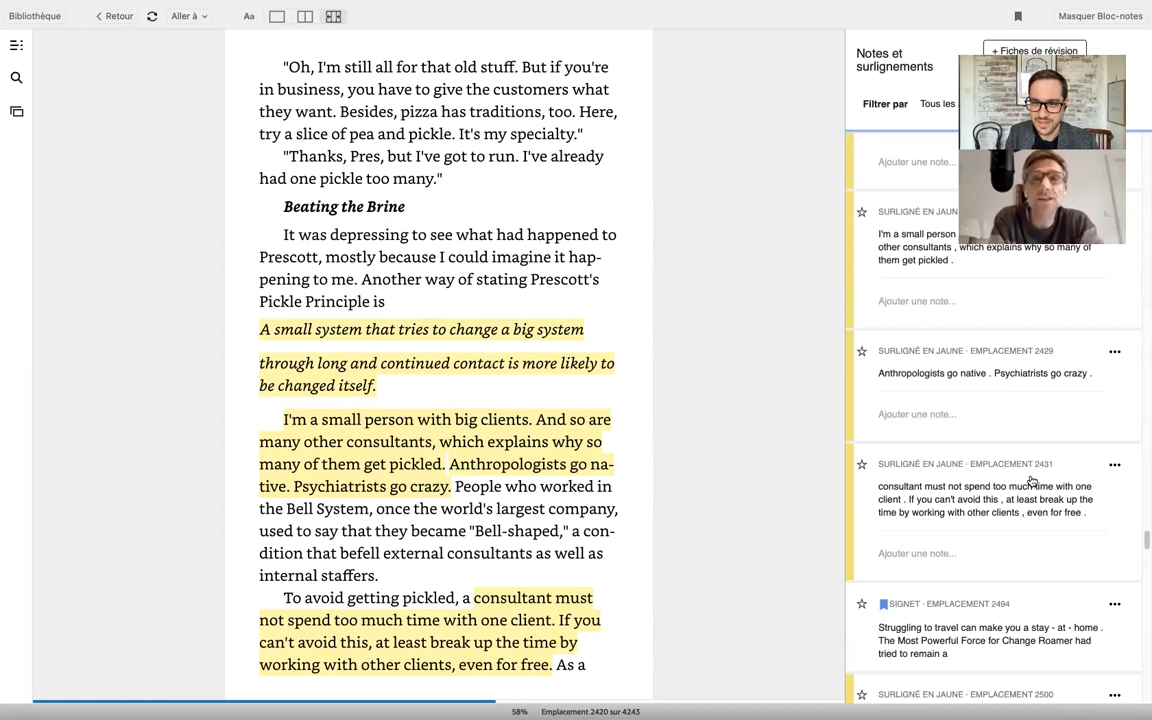 Bibliothèque
Retour
Aller à
Aa
Masquer Bloc-notes
"Oh, I'm still all for that old stuff. But if you're
in business, you have to give the customers what
they want. Besides, pizza has traditions, too. Here,
try a slice of pea and pickle. It's my specialty."
"Thanks, Pres, but I've got to run. I've already
had one pickle too many."
Beating the Brine
It was depressing to see what had happened to
Prescott, mostly because I could imagine it hap-
pening to me. Another way of stating Prescott's
Pickle Principle is
A small system that tries to change a big system
through long and continued contact is more likely to
be changed itself.
I'm a small person with big clients. And so are
many other consultants, which explains why so
many of them get pickled. Anthropologists go na-
tive. Psychiatrists go crazy. People who worked in
the Bell System, once the world's largest company,
used to say that they became "Bell-shaped," a con-
dition that befell external consultants as well as
internal staffers.
To avoid getting pickled, a consultant must
not spend too much time with one client. If you
can't avoid this, at least break up the time by
working with other clients, even for free. As a
58% Emplacement 2420 sur 4243
Notes et
surlignements
+ Fiches de révision
Filtrer par Tous les
Ajouter une note...
SURLIGNÉ EN JAUN
I'm a small person
other consultants , which explains why so many of
them get pickled .
Ajouter une note...
SURLIGNÉ EN JAUNE · EMPLACEMENT 2429
Anthropologists go native . Psychiatrists go crazy .
Ajouter une note...
SURLIGNÉ EN JAUNE · EMPLACEMENT 2431
consultant must not spend too much time with one
client . If you can't avoid this , at least break up the
time by working with other clients , even for free .
Ajouter une note...
SIGNET · EMPLACEMENT 2494
Struggling to travel can make you a stay - at - home .
The Most Powerful Force for Change Roamer had
tried to remain a
SURLIGNÉ EN JAUNE · EMPLACEMENT 2500